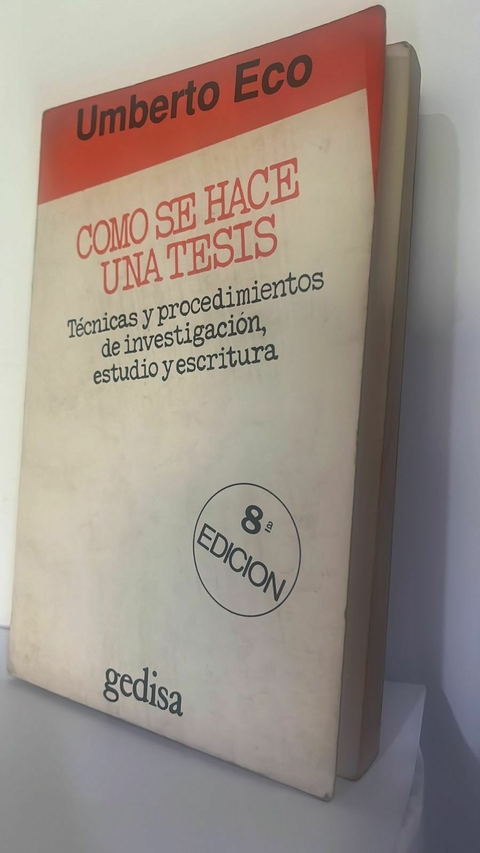 Umberto Eco
COMO SE HACE
UNA TESIS
Técnicas y procedimientos
de investigación,
estudio y escritura
8ª
EDICION
gedisa